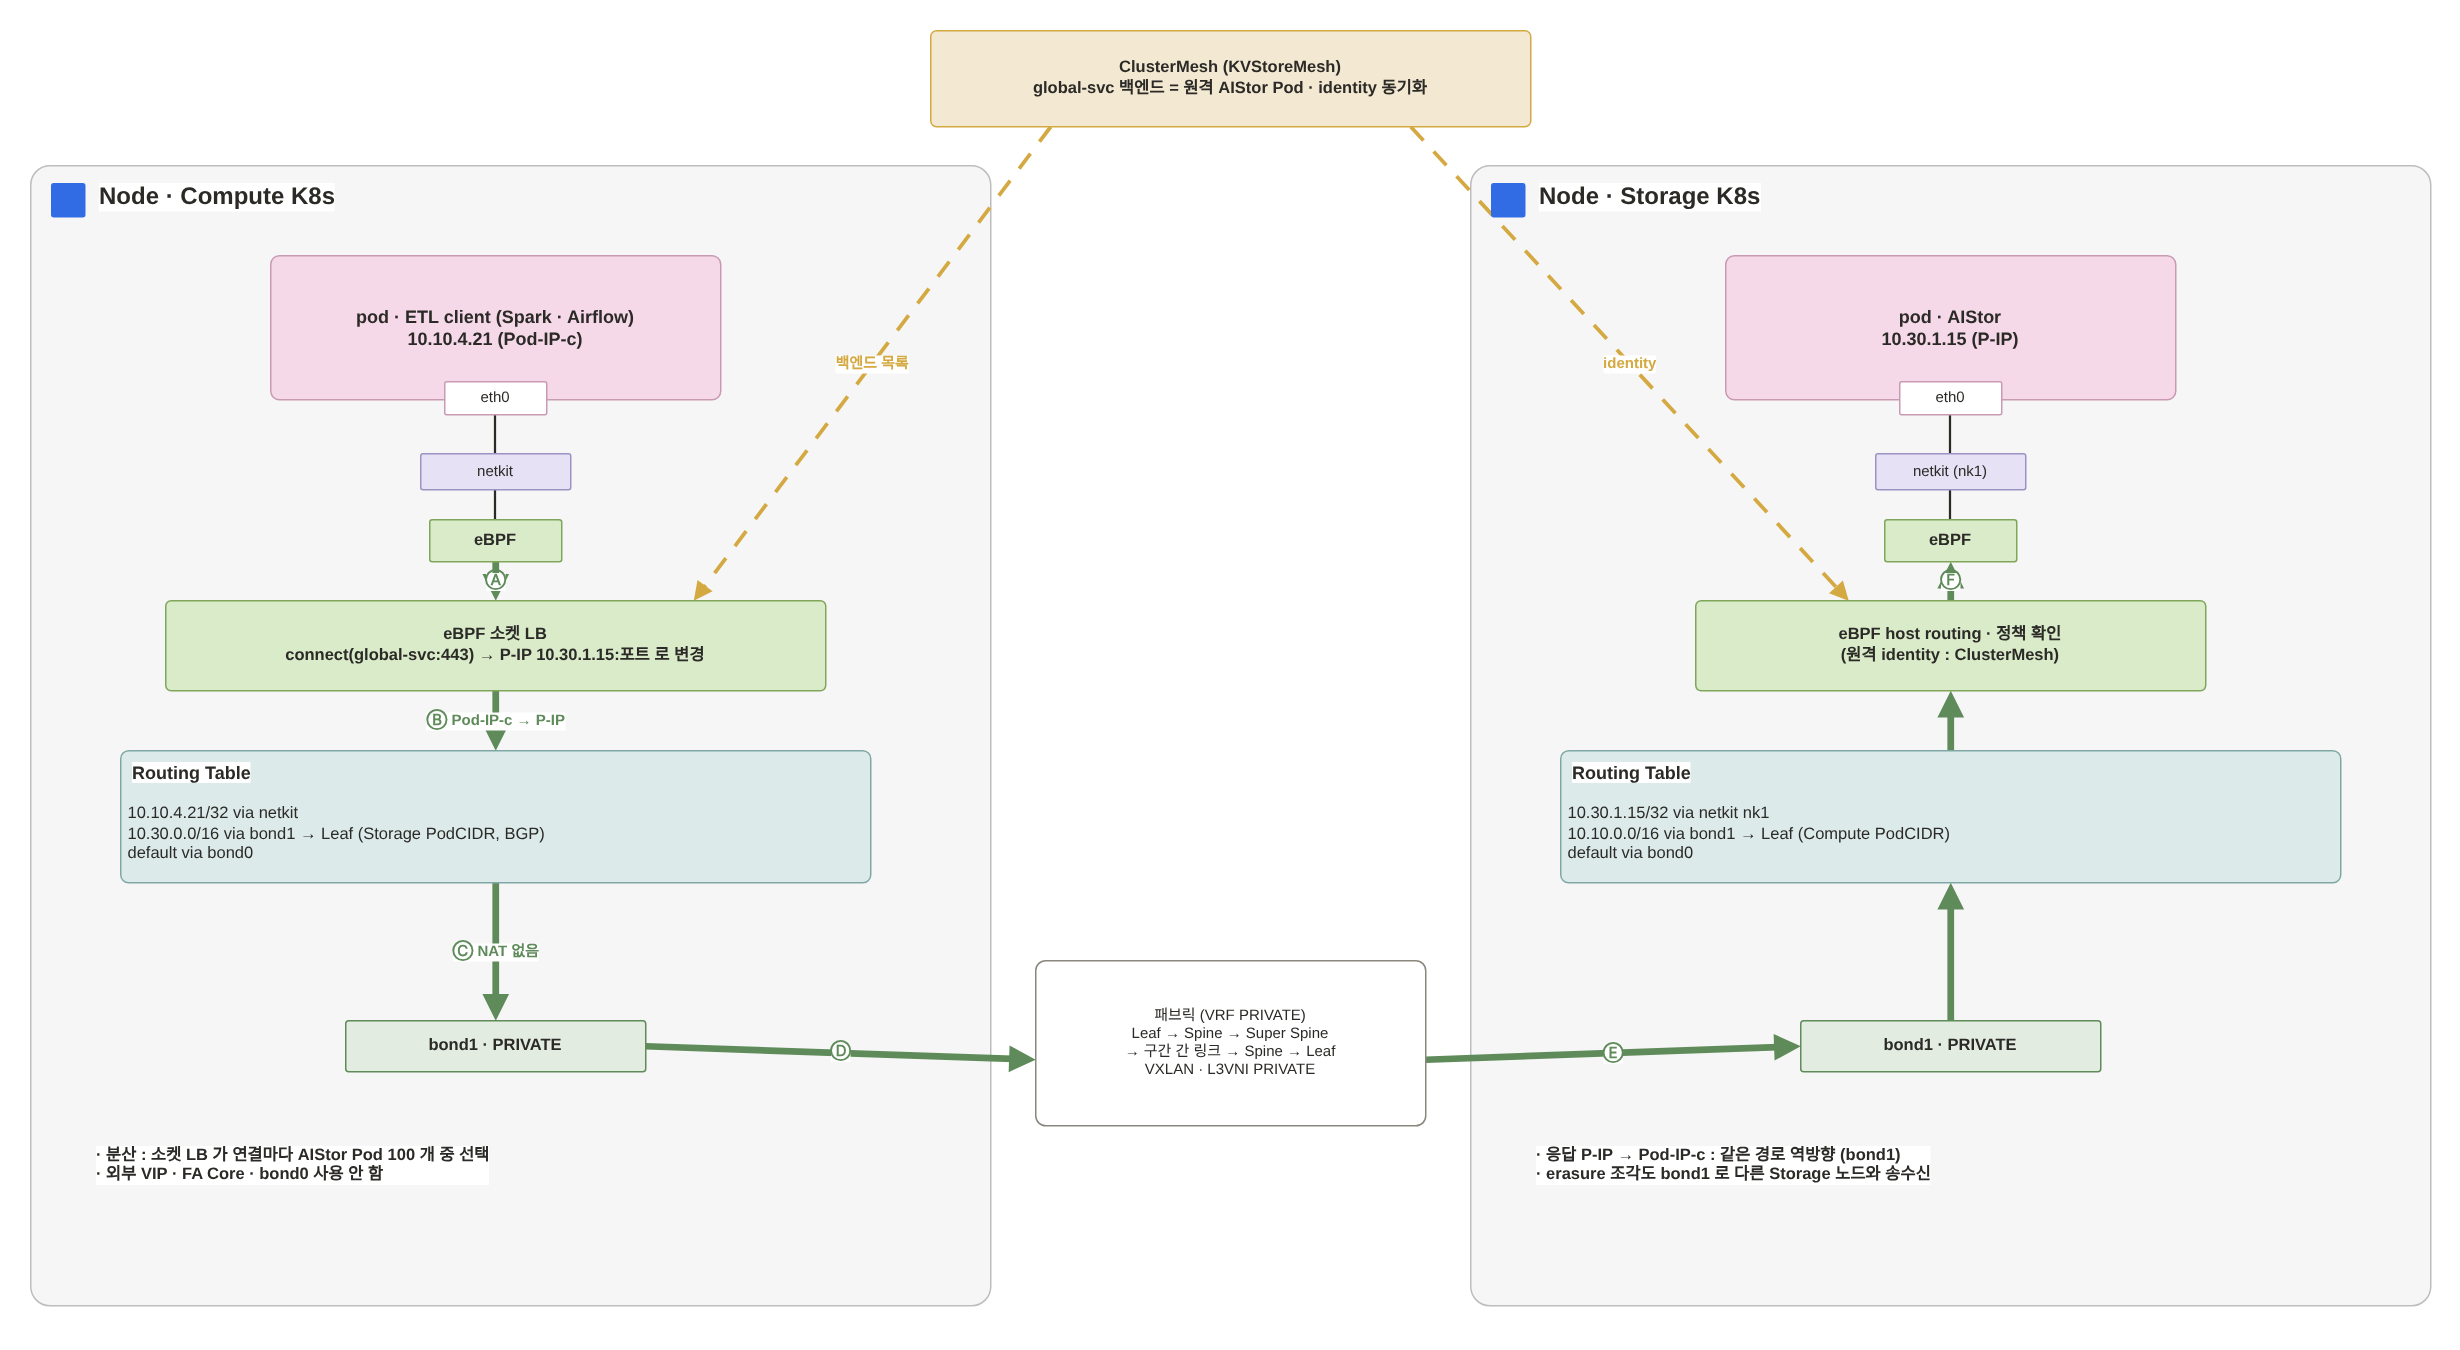 ClusterMesh (KVStoreMesh)
global-svc 백엔드 = 원격 AIStor Pod · identity 동기화
Node · Compute K8s
pod · ETL client (Spark · Airflow)
10.10.4.21 (Pod-IP-c)
eth0
netkit
eBPF
Ⓐ
eBPF 소켓 LB
connect(global-svc:443) → P-IP 10.30.1.15:포트 로 변경
Ⓑ Pod-IP-c → P-IP
Routing Table
10.10.4.21/32 via netkit
10.30.0.0/16 via bond1 → Leaf (Storage PodCIDR, BGP)
default via bond0
Ⓒ NAT 없음
bond1 · PRIVATE
· 분산 : 소켓 LB 가 연결마다 AIStor Pod 100 개 중 선택
· 외부 VIP · FA Core · bond0 사용 안 함
백엔드 목록
identity
Ⓓ
패브릭 (VRF PRIVATE)
Leaf → Spine → Super Spine
→ 구간 간 링크 → Spine → Leaf
VXLAN · L3VNI PRIVATE
Ⓔ
Node · Storage K8s
pod · AIStor
10.30.1.15 (P-IP)
eth0
netkit (nk1)
eBPF
Ⓕ
eBPF host routing · 정책 확인
(원격 identity : ClusterMesh)
Routing Table
10.30.1.15/32 via netkit nk1
10.10.0.0/16 via bond1 → Leaf (Compute PodCIDR)
default via bond0
bond1 · PRIVATE
· 응답 P-IP → Pod-IP-c : 같은 경로 역방향 (bond1)
· erasure 조각도 bond1 로 다른 Storage 노드와 송수신